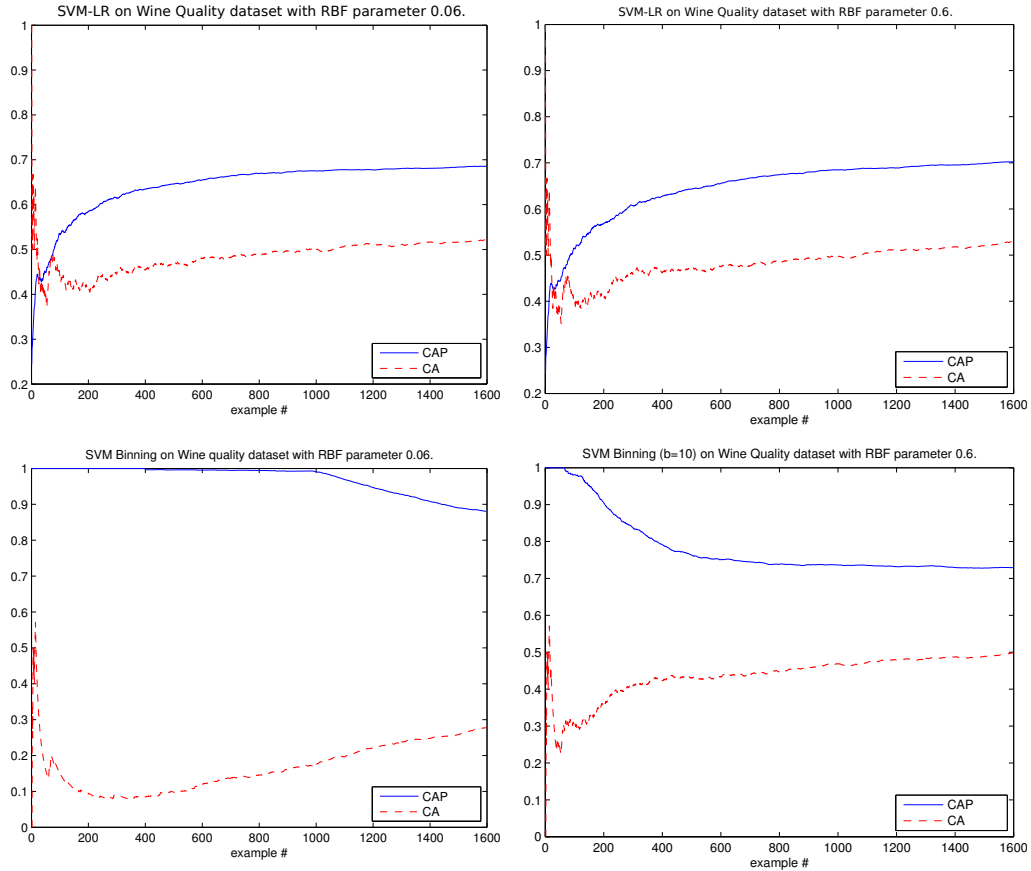 SVM-LR on Wine Quality dataset with RBF parameter 0.06.
1
0.9
0.8
0.7
0.6
0.5
0.4
0.3
0.2
0 200 400 600 800 1000 1200 1400 1600
example #
CAP
CA
SVM-LR on Wine Quality dataset with RBF parameter 0.6.
1
0.9
0.8
0.7
0.6
0.5
0.4
0.3
0.2
0 200 400 600 800 1000 1200 1400 1600
example #
CAP
CA
SVM Binning on Wine quality dataset with RBF parameter 0.06.
1
0.9
0.8
0.7
0.6
0.5
0.4
0.3
0.2
0.1
0
0 200 400 600 800 1000 1200 1400 1600
example #
CAP
CA
SVM Binning (b=10) on Wine Quality dataset with RBF parameter 0.6.
1
0.9
0.8
0.7
0.6
0.5
0.4
0.3
0.2
0.1
0
0 200 400 600 800 1000 1200 1400 1600
example #
CAP
CA